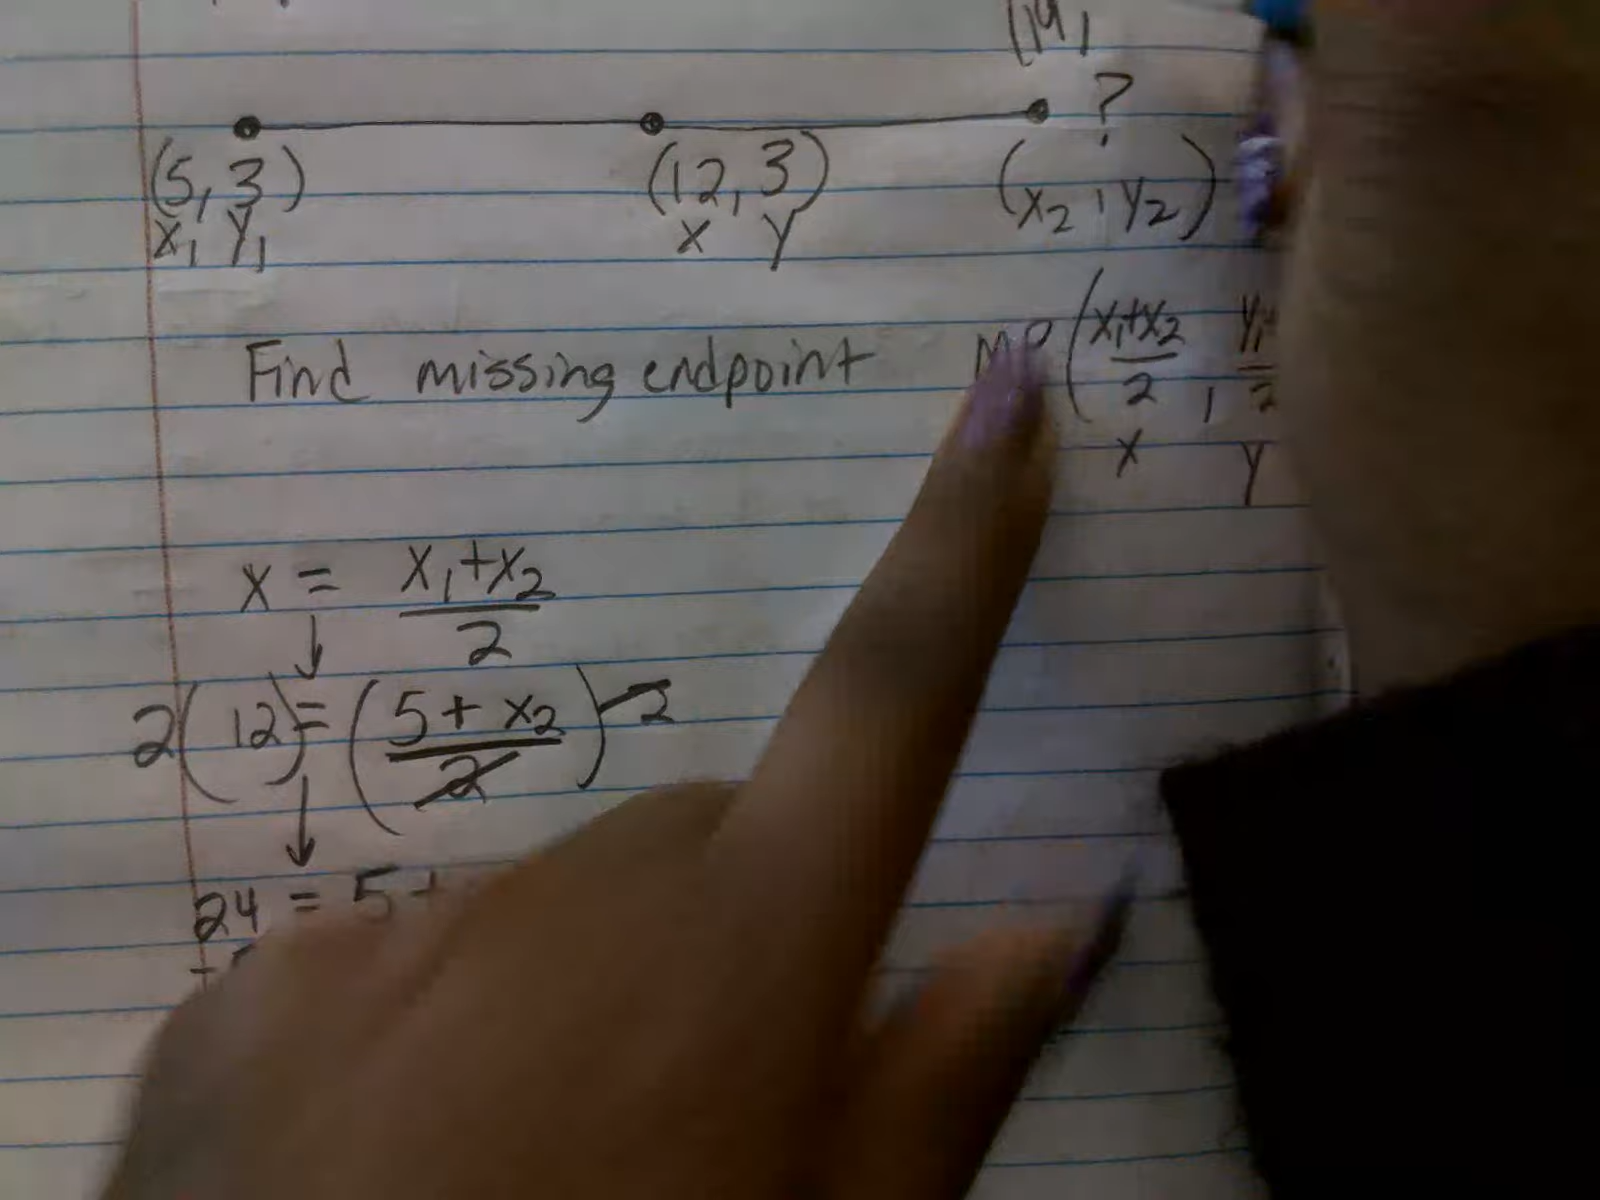 (19,
?
(5, 3) (12, 3) (x₂, y₂)
x₁ y₁ x y
Find missing endpoint MP (x₁+x₂/2,
x y
x = x₁+x₂/2
2(12) = (5 + x₂/2) 2
24 = 5 +